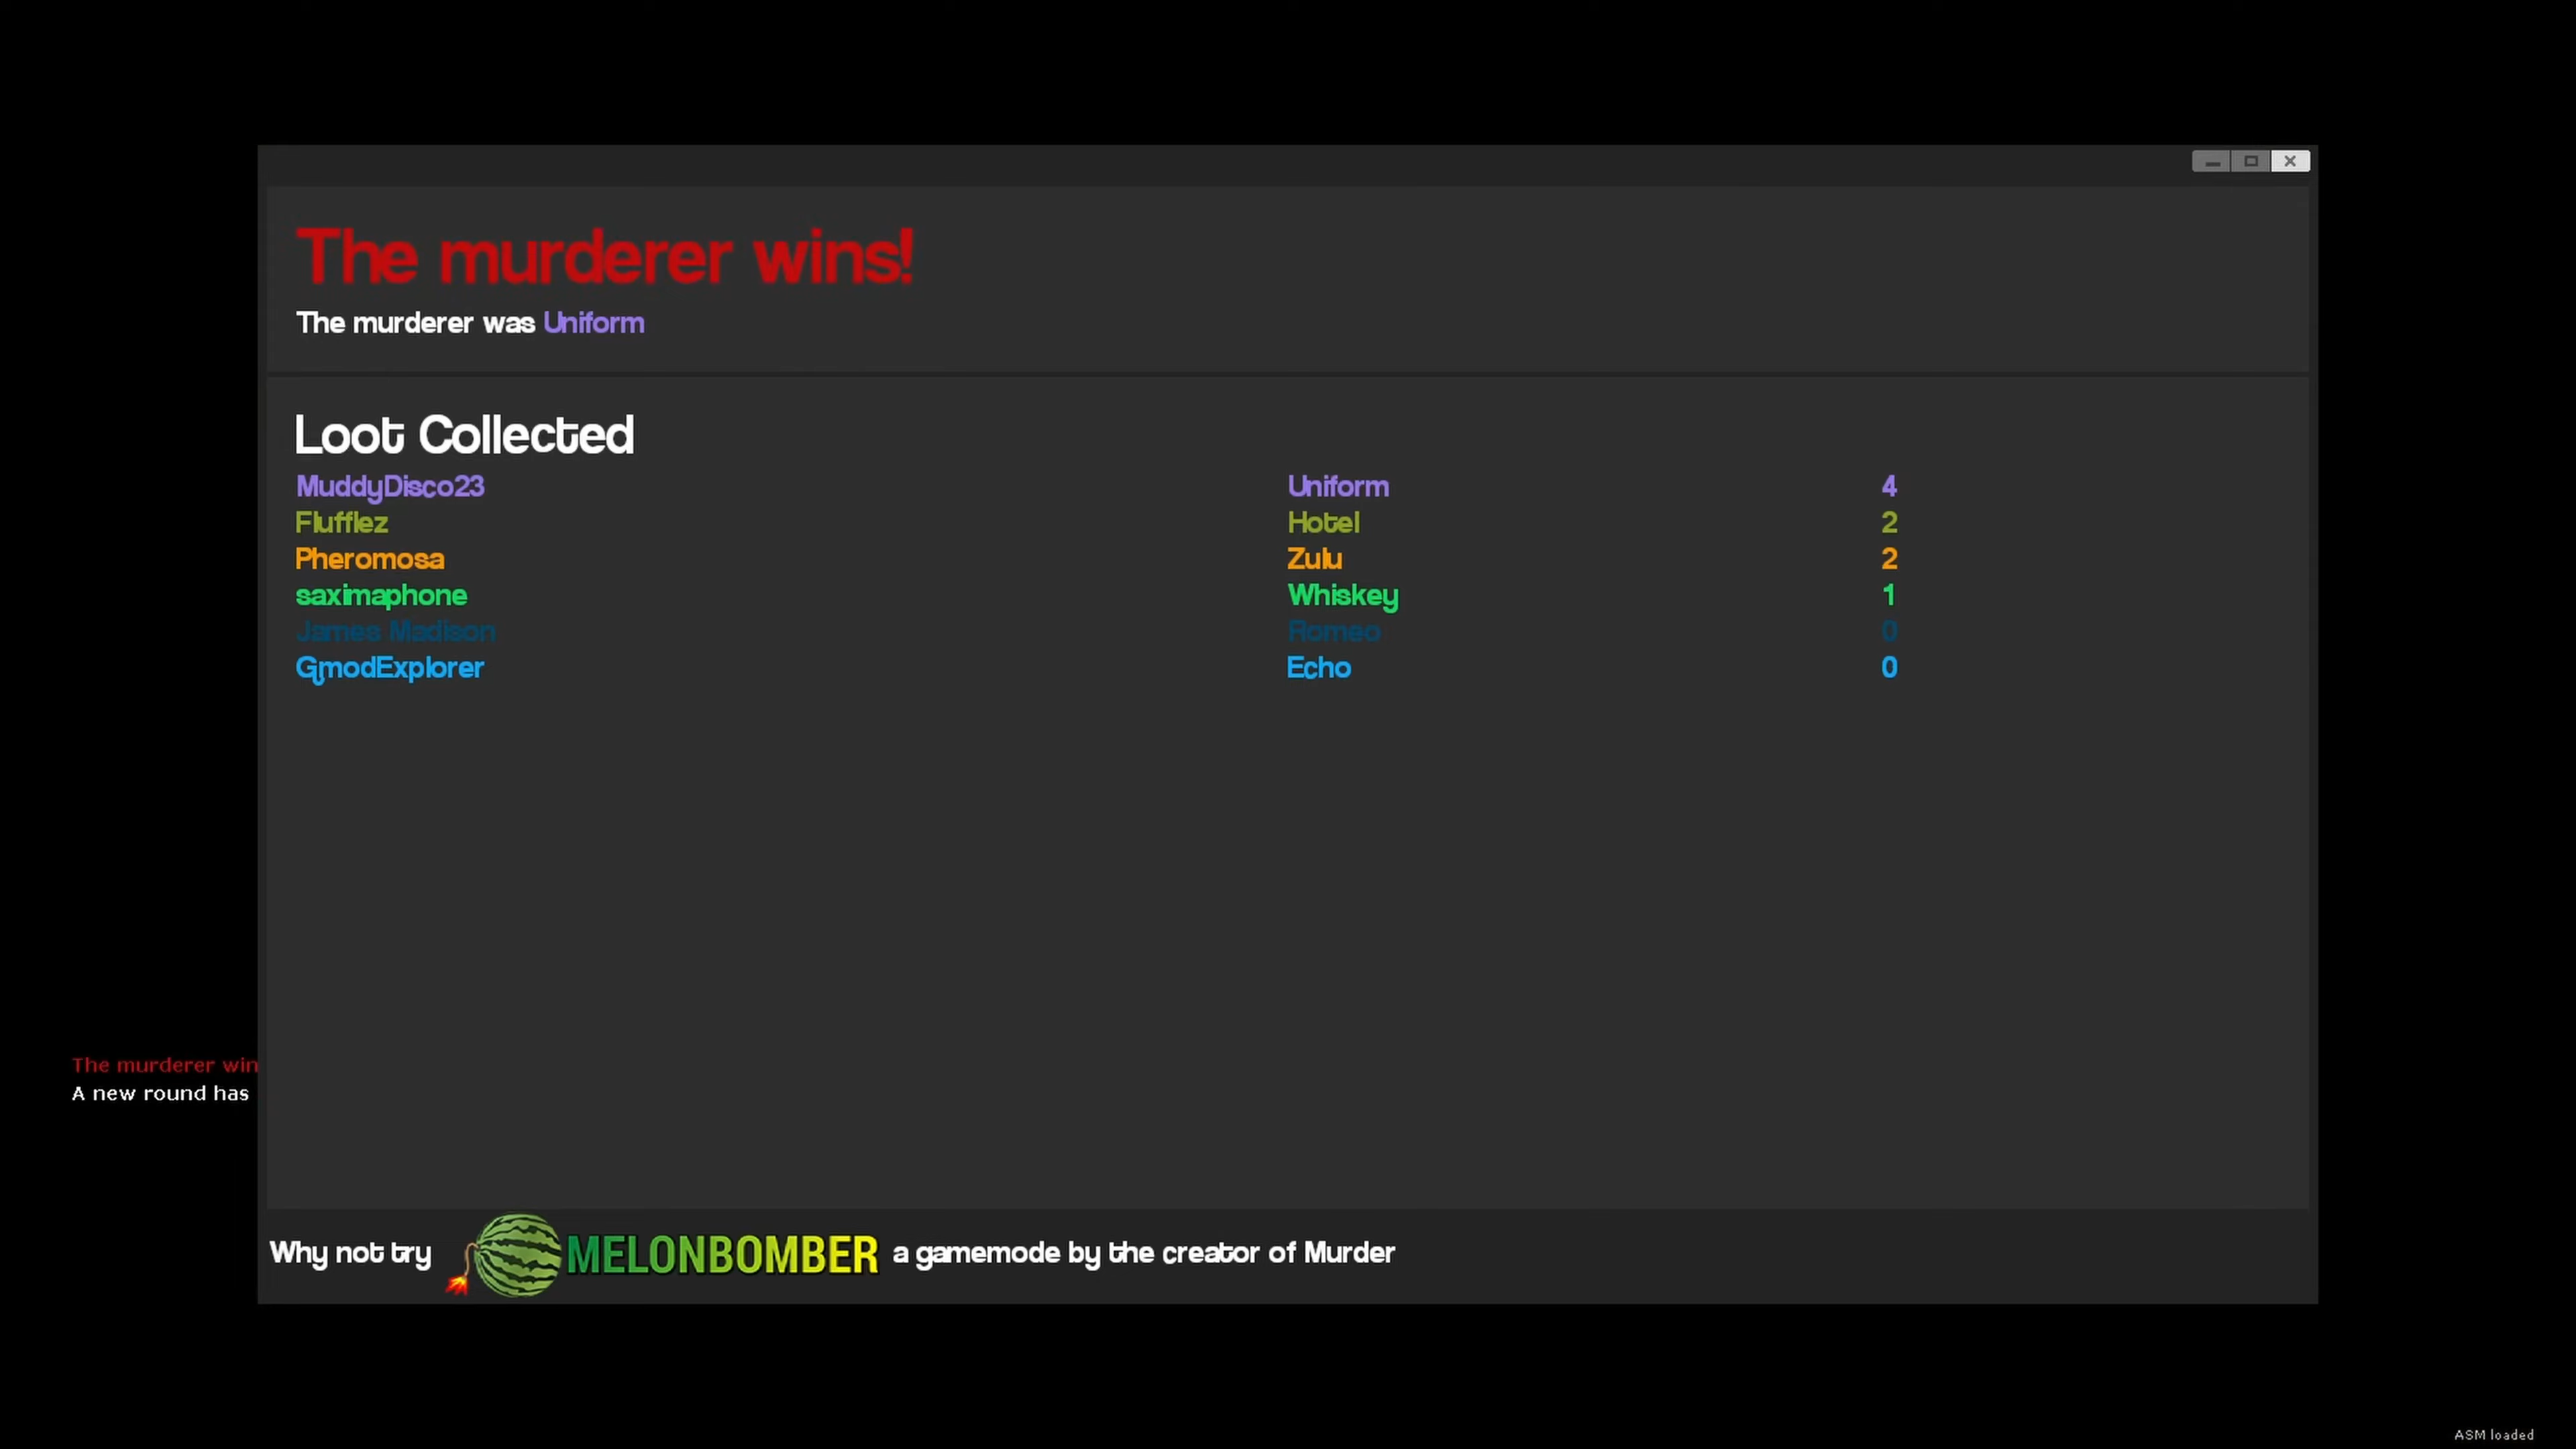 The murderer wins!
The murderer was Uniform
Loot Collected
MuddyDisco23 Uniform 4
Flufflez Hotel 2
Pheromosa Zulu 2
saximaphone Whiskey 1
James Madison Romeo 0
GmodExplorer Echo 0
The murderer win
A new round has
Why not try MELONBOMBER a gamemode by the creator of Murder
ASM loaded